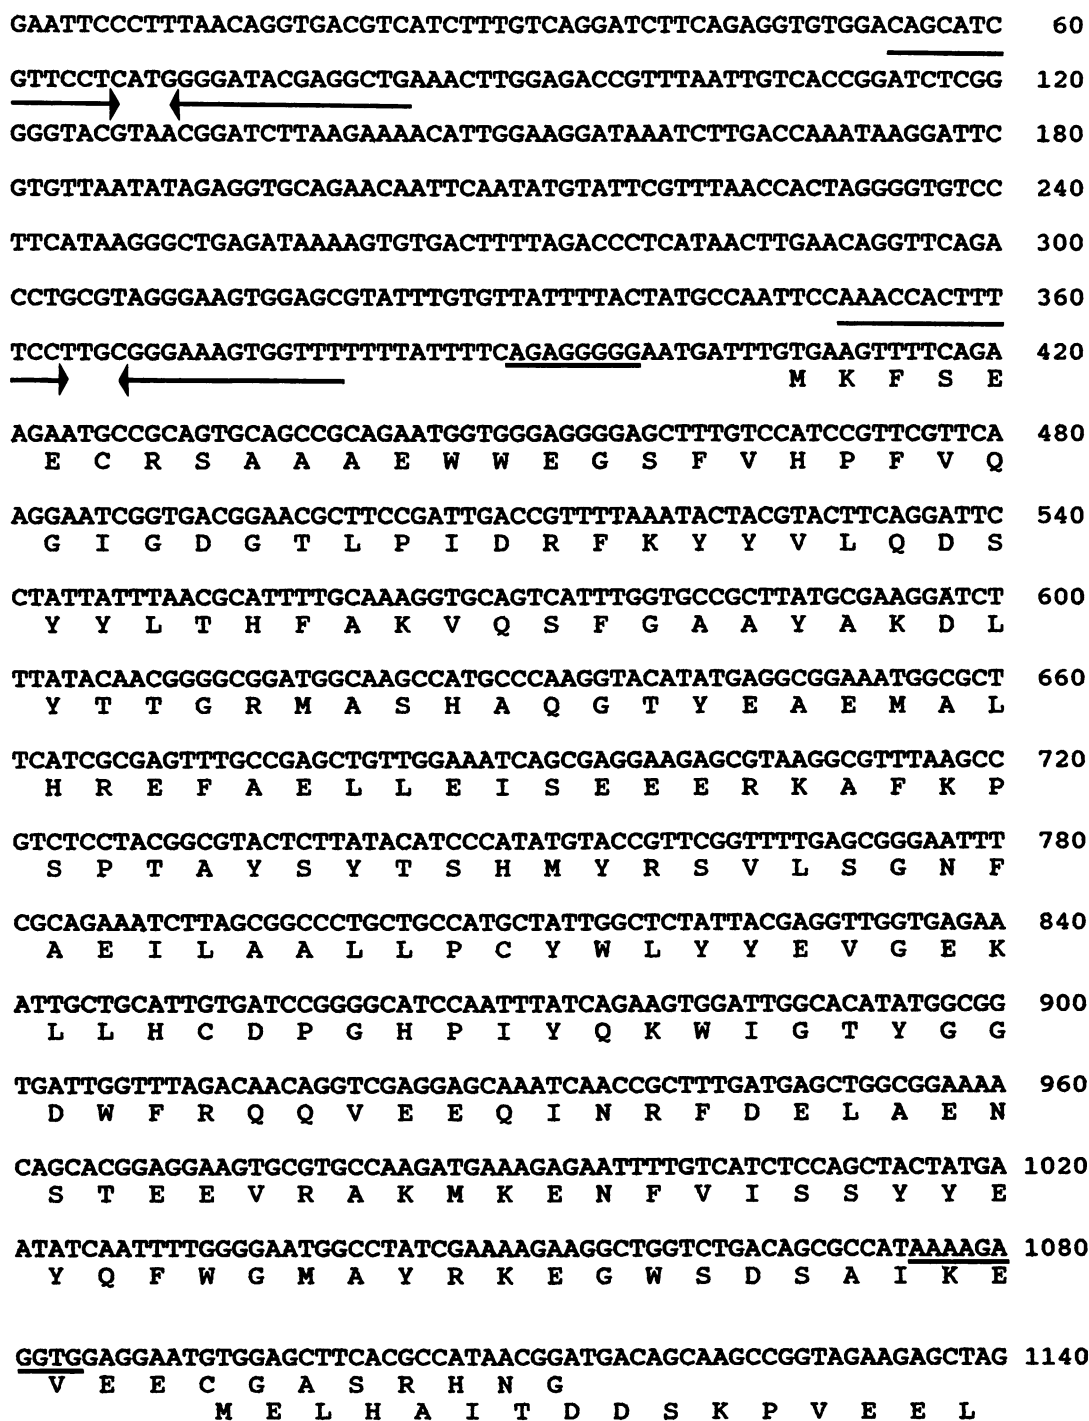 GAATTCCCTTTAACAGGTGACGTCATCTTTGTCAGGATCTTCAGAGGTGTGGACAGCATC 60
GTTCCTCATGGGGATACGAGGCTGAAACTTGGAGACCGTTTAATTGTCACCGGATCTCGG 120
GGGTACGTAACGGATCTTAAGAAAACATTGGAAGGATAAATCTTGACCAAATAAGGATTC 180
GTGTTAATATAGAGGTGCAGAACAATTCAATATGTATTCGTTTAACCACTAGGGGTGTCC 240
TTCATAAGGGCTGAGATAAAAGTGTGACTTTTAGACCCTCATAACTTGAACAGGTTCAGA 300
CCTGCGTAGGGAAGTGGAGCGTATTTGTGTTATTTTACTATGCCAATTCCAAACCACTTT 360
TCCTTGCGGGAAAGTGGTTTTTTTATTTTCAGAGGGGGAATGATTTGTGAAGTTTTCAGA 420
M K F S E
AGAATGCCGCAGTGCAGCCGCAGAATGGTGGGAGGGGAGCTTTGTCCATCCGTTCGTTCA 480
E C R S A A A E W W E G S F V H P F V Q
AGGAATCGGTGACGGAACGCTTCCGATTGACCGTTTTAAATACTACGTACTTCAGGATTC 540
G I G D G T L P I D R F K Y Y V L Q D S
CTATTATTTAACGCATTTTGCAAAGGTGCAGTCATTTGGTGCCGCTTATGCGAAGGATCT 600
Y Y L T H F A K V Q S F G A A Y A K D L
TTATACAACGGGGCGGATGGCAAGCCATGCCCAAGGTACATATGAGGCGGAAATGGCGCT 660
Y T T G R M A S H A Q G T Y E A E M A L
TCATCGCGAGTTTGCCGAGCTGTTGGAAATCAGCGAGGAAGAGCGTAAGGCGTTTAAGCC 720
H R E F A E L L E I S E E E R K A F K P
GTCTCCTACGGCGTACTCTTATACATCCCATATGTACCGTTCGGTTTTGAGCGGGAATTT 780
S P T A Y S Y T S H M Y R S V L S G N F
CGCAGAAATCTTAGCGGCCCTGCTGCCATGCTATTGGCTCTATTACGAGGTTGGTGAGAA 840
A E I L A A L L P C Y W L Y Y E V G E K
ATTGCTGCATTGTGATCCGGGGCATCCAATTTATCAGAAGTGGATTGGCACATATGGCGG 900
L L H C D P G H P I Y Q K W I G T Y G G
TGATTGGTTTAGACAACAGGTCGAGGAGCAAATCAACCGCTTTGATGAGCTGGCGGAAAA 960
D W F R Q Q V E E Q I N R F D E L A E N
CAGCACGGAGGAAGTGCGTGCCAAGATGAAAGAGAATTTTGTCATCTCCAGCTACTATGA 1020
S T E E V R A K M K E N F V I S S Y Y E
ATATCAATTTTGGGGAATGGCCTATCGAAAAGAAGGCTGGTCTGACAGCGCCATAAAAGA 1080
Y Q F W G M A Y R K E G W S D S A I K E
GGTGGAGGAATGTGGAGCTTCACGCCATAACGGATGACAGCAAGCCGGTAGAAGAGCTAG 1140
V E E C G A S R H N G
M E L H A I T D D S K P V E E L